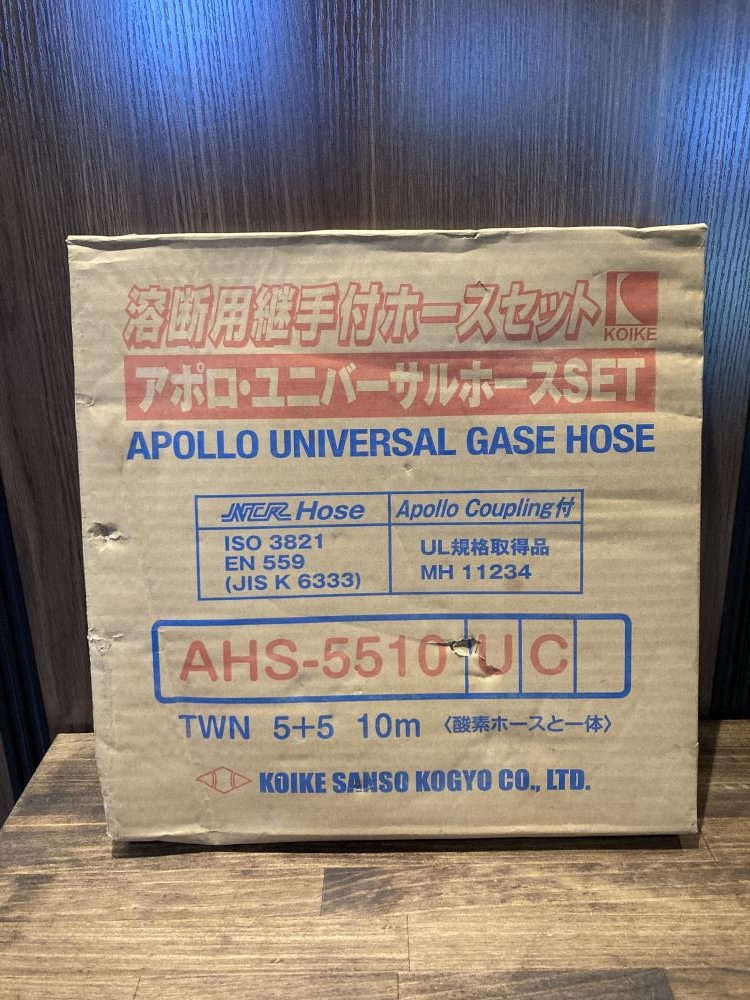 溶断用継手付ホースセット
KOIKE
アポロ・ユニバーサルホースSET
APOLLO UNIVERSAL GASE HOSE
NCR Hose
Apollo Coupling付
ISO 3821
EN 559
(JIS K 6333)
UL規格取得品
MH 11234
AHS-5510 U C
TWN 5+5 10m 〈酸素ホースと一体〉
KOIKE SANSO KOGYO CO., LTD.